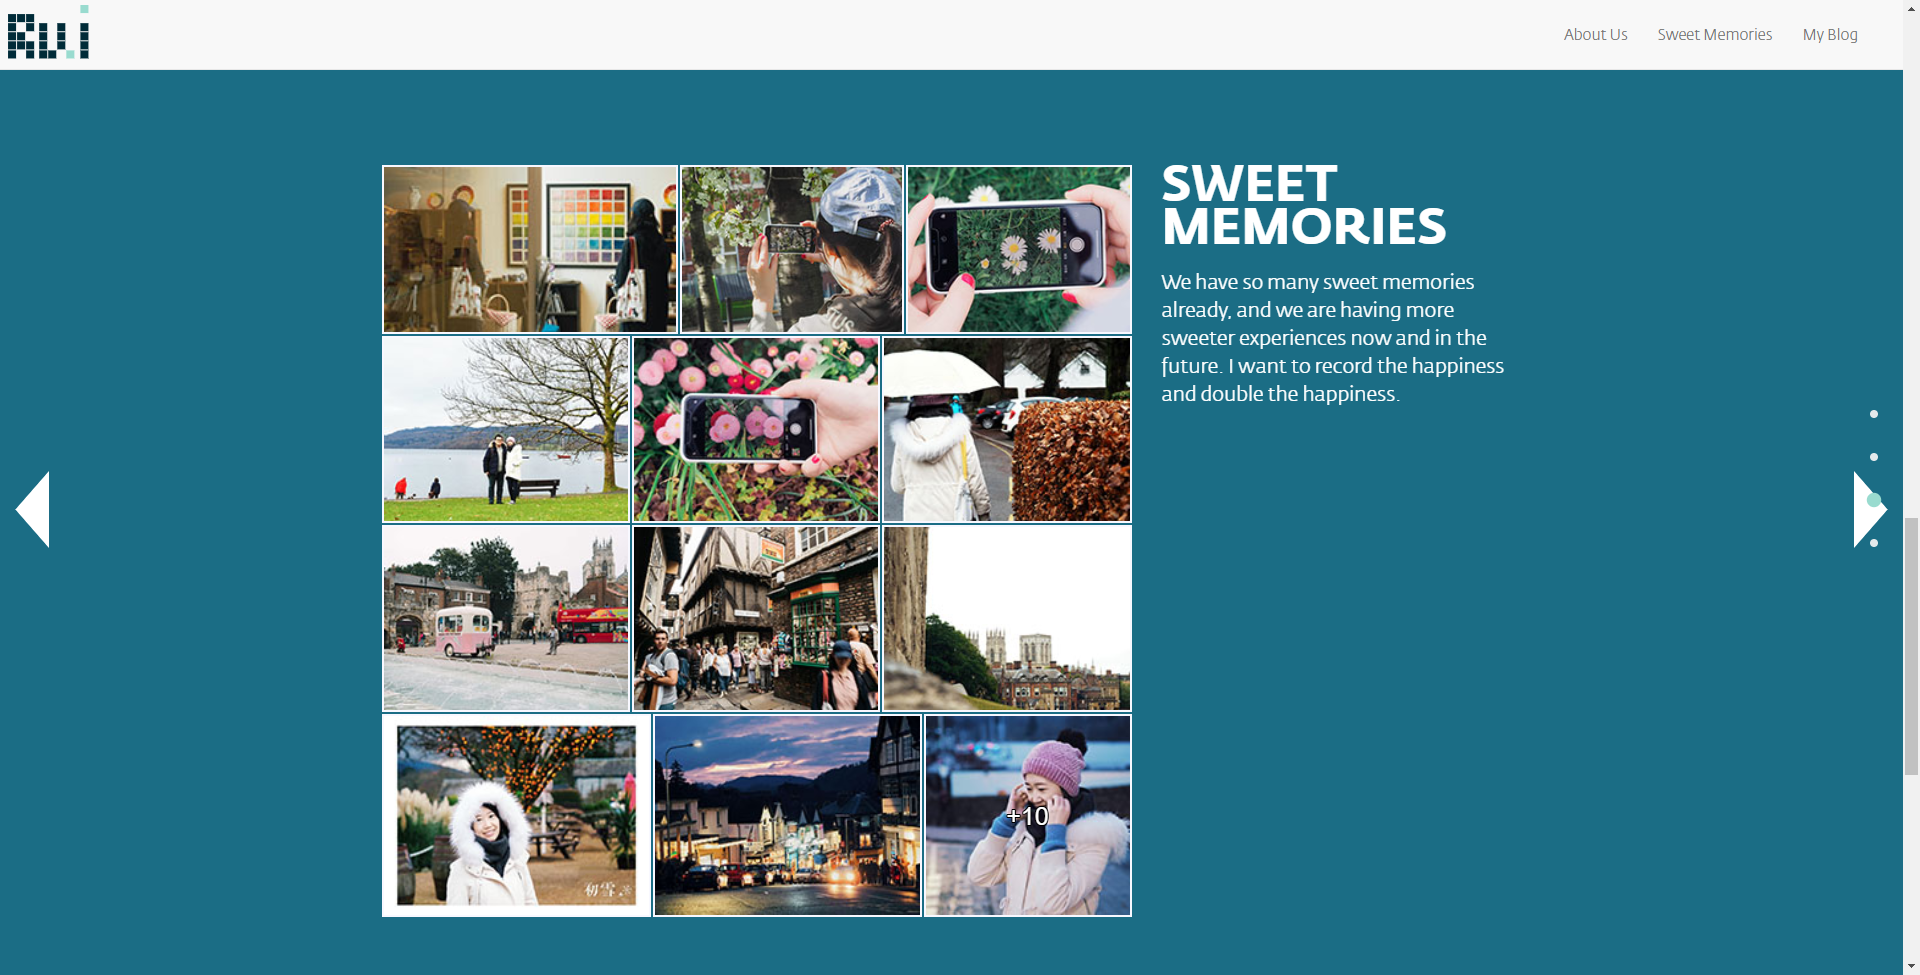 Ru.i
About Us
Sweet Memories
My Blog
SWEET
MEMORIES
We have so many sweet memories
already, and we are having more
sweeter experiences now and in the
future. I want to record the happiness
and double the happiness.
初雪
+10